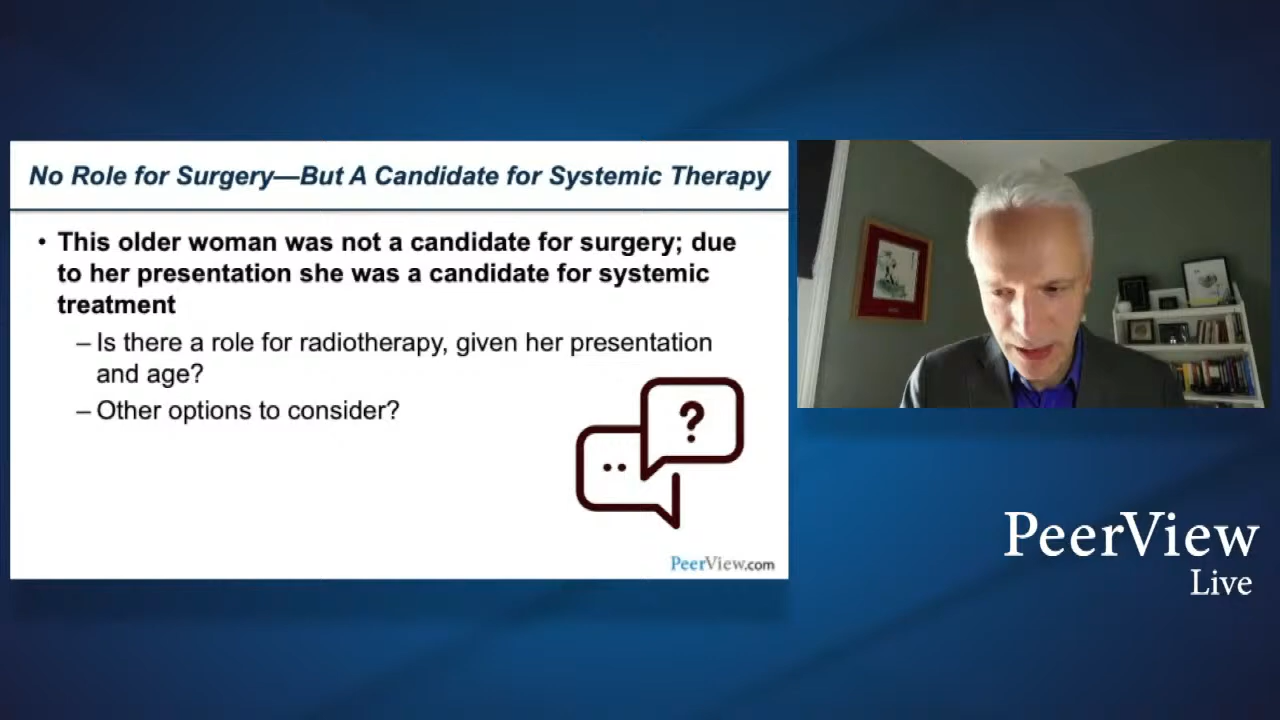 No Role for Surgery—But A Candidate for Systemic Therapy
• This older woman was not a candidate for surgery; due
to her presentation she was a candidate for systemic
treatment
– Is there a role for radiotherapy, given her presentation
and age?
– Other options to consider?
?
PeerView.com
PeerView
Live